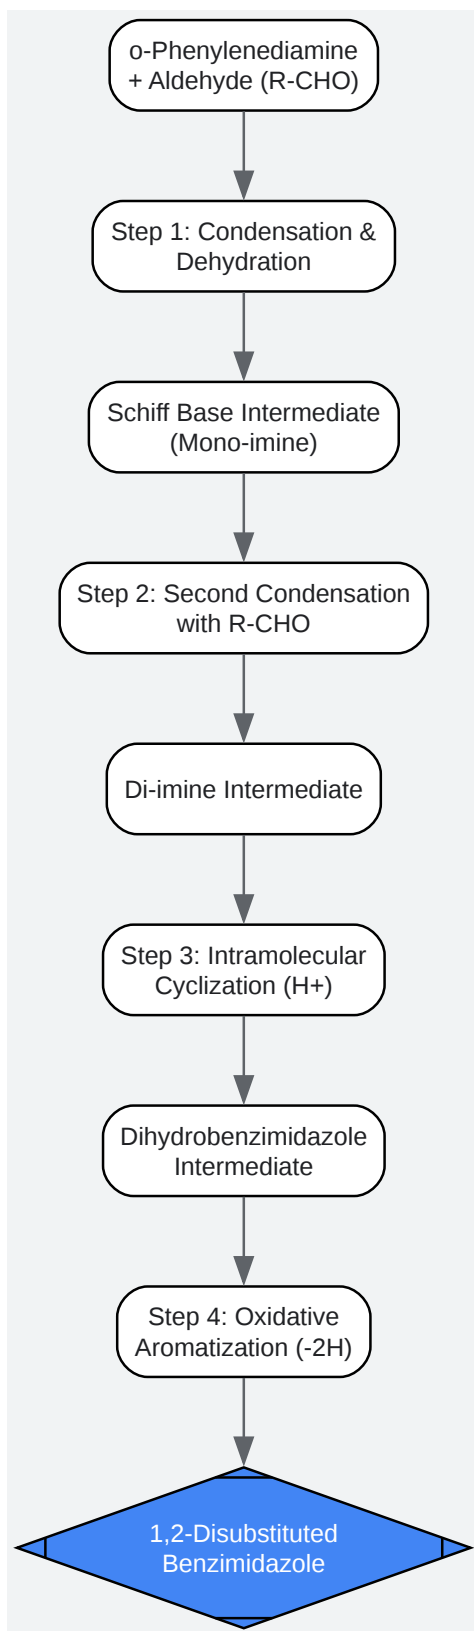 o-Phenylenediamine
+ Aldehyde (R-CHO)
Step 1: Condensation &
Dehydration
Schiff Base Intermediate
(Mono-imine)
Step 2: Second Condensation
with R-CHO
Di-imine Intermediate
Step 3: Intramolecular
Cyclization (H+)
Dihydrobenzimidazole
Intermediate
Step 4: Oxidative
Aromatization (-2H)
1,2-Disubstituted
Benzimidazole